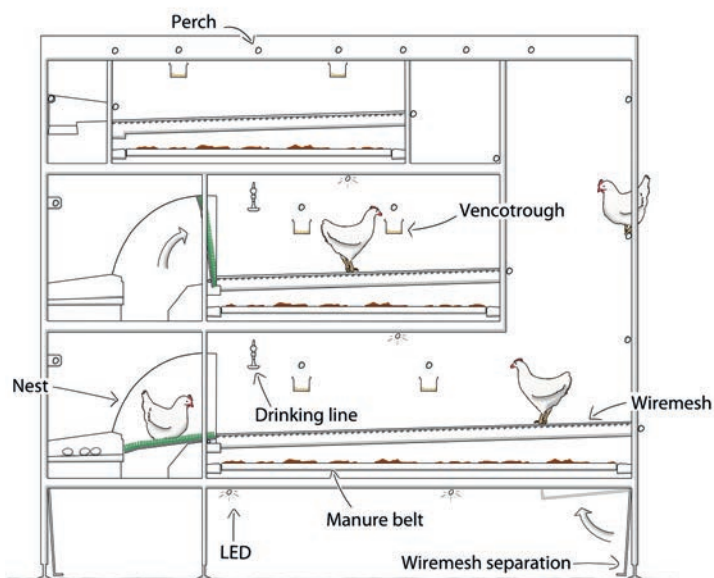 Perch
Vencotrough
Nest
Drinking line
Wiremesh
Manure belt
LED
Wiremesh separation